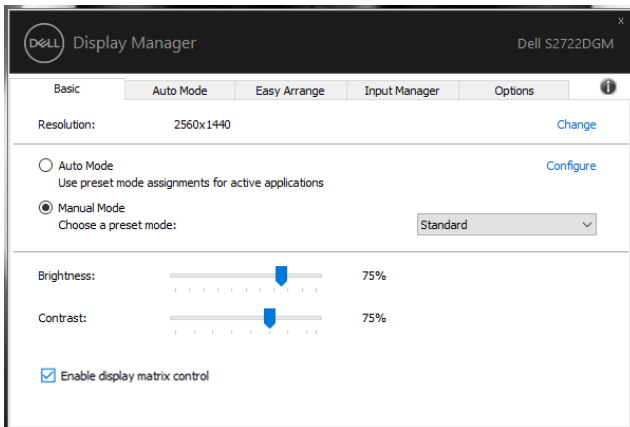 x
DELL Display Manager Dell S2722DGM
Basic Auto Mode Easy Arrange Input Manager Options i
Resolution: 2560x1440 Change
Auto Mode Configure
Use preset mode assignments for active applications
Manual Mode
Choose a preset mode: Standard
Brightness: 75%
Contrast: 75%
Enable display matrix control